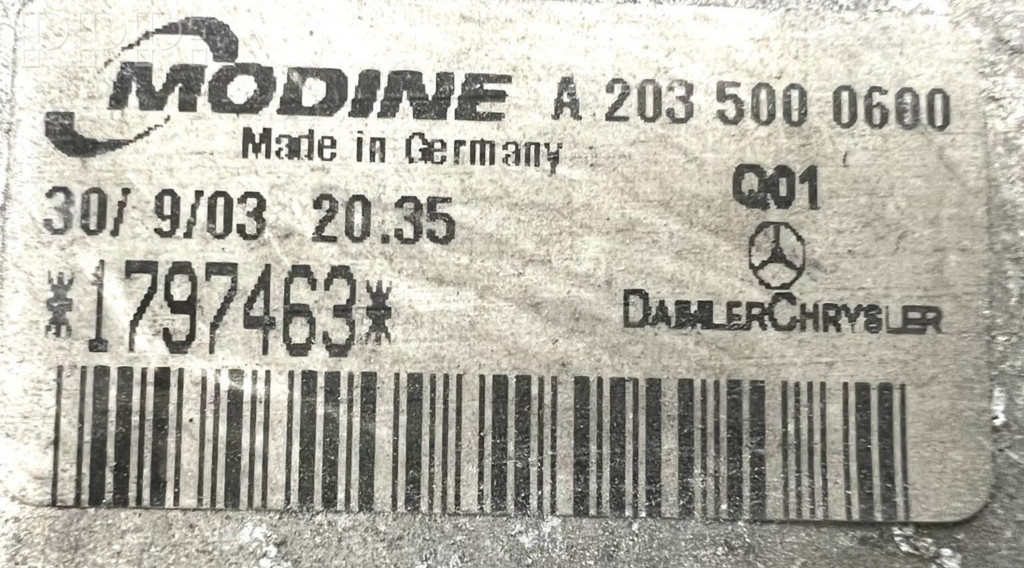 MODINE A 203 500 0600
Made in Germany
Q01
30/ 9/03 20.35
*1797463*
DAIMLERCHRYSLER